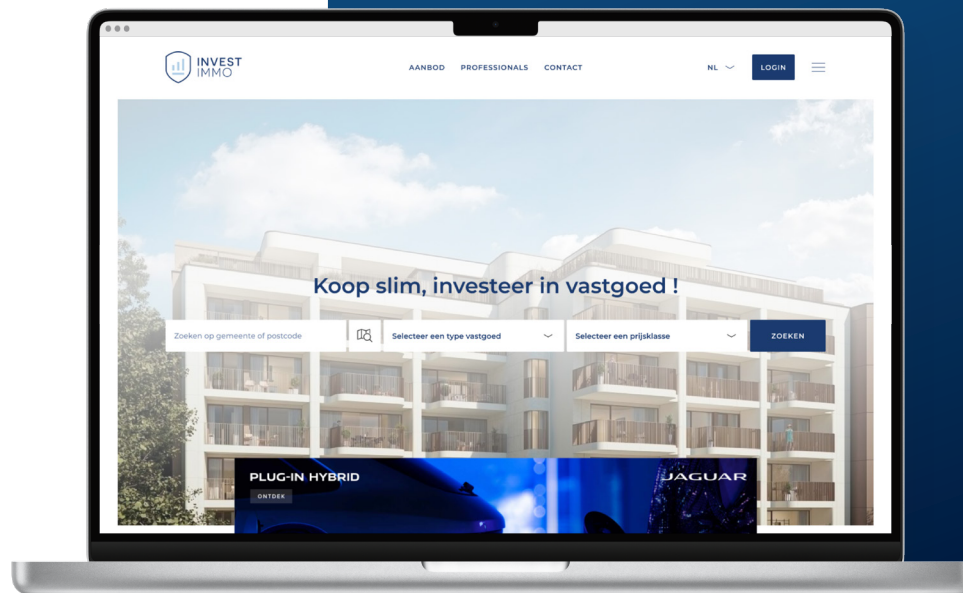 INVEST
IMMO
AANBOD PROFESSIONALS CONTACT
NL LOGIN
Koop slim, investeer in vastgoed !
Zoeken op gemeente of postcode Selecteer een type vastgoed Selecteer een prijsklasse ZOEKEN
PLUG-IN HYBRID JAGUAR
ONTDEK